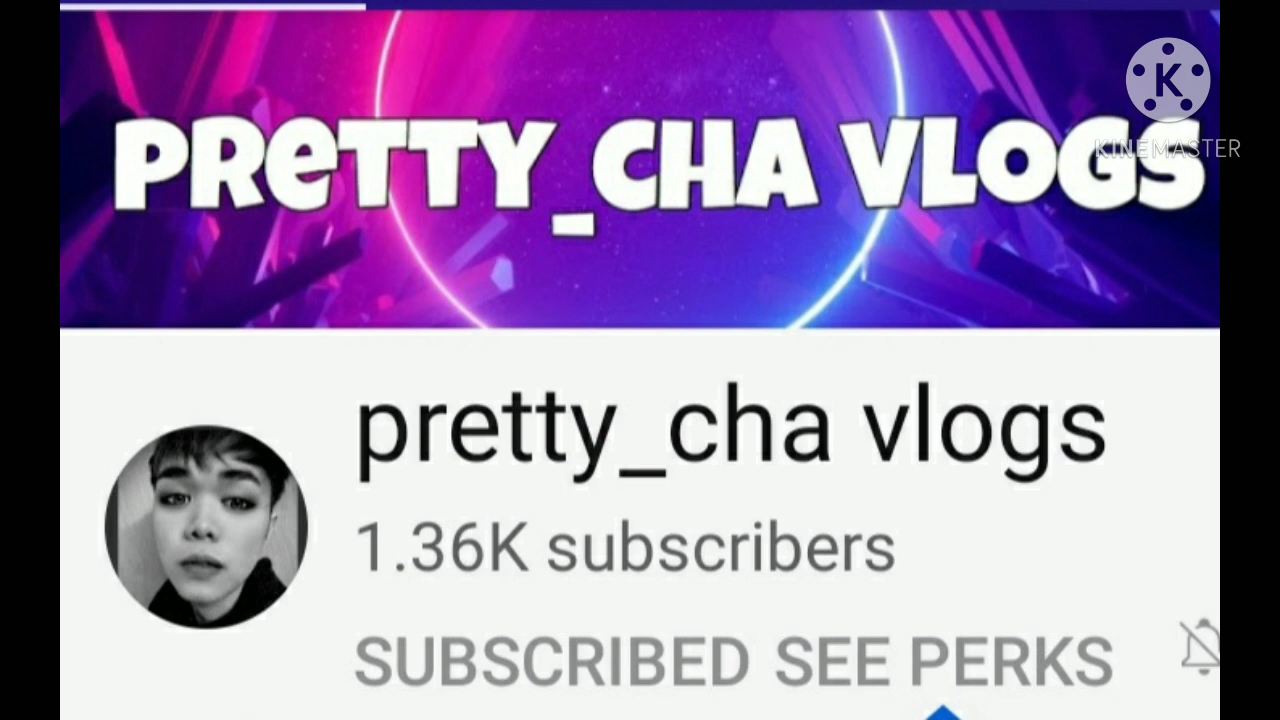 PReTTY_CHA VLOGS
K
KINEMASTER
pretty_cha vlogs
1.36K subscribers
SUBSCRIBED SEE PERKS